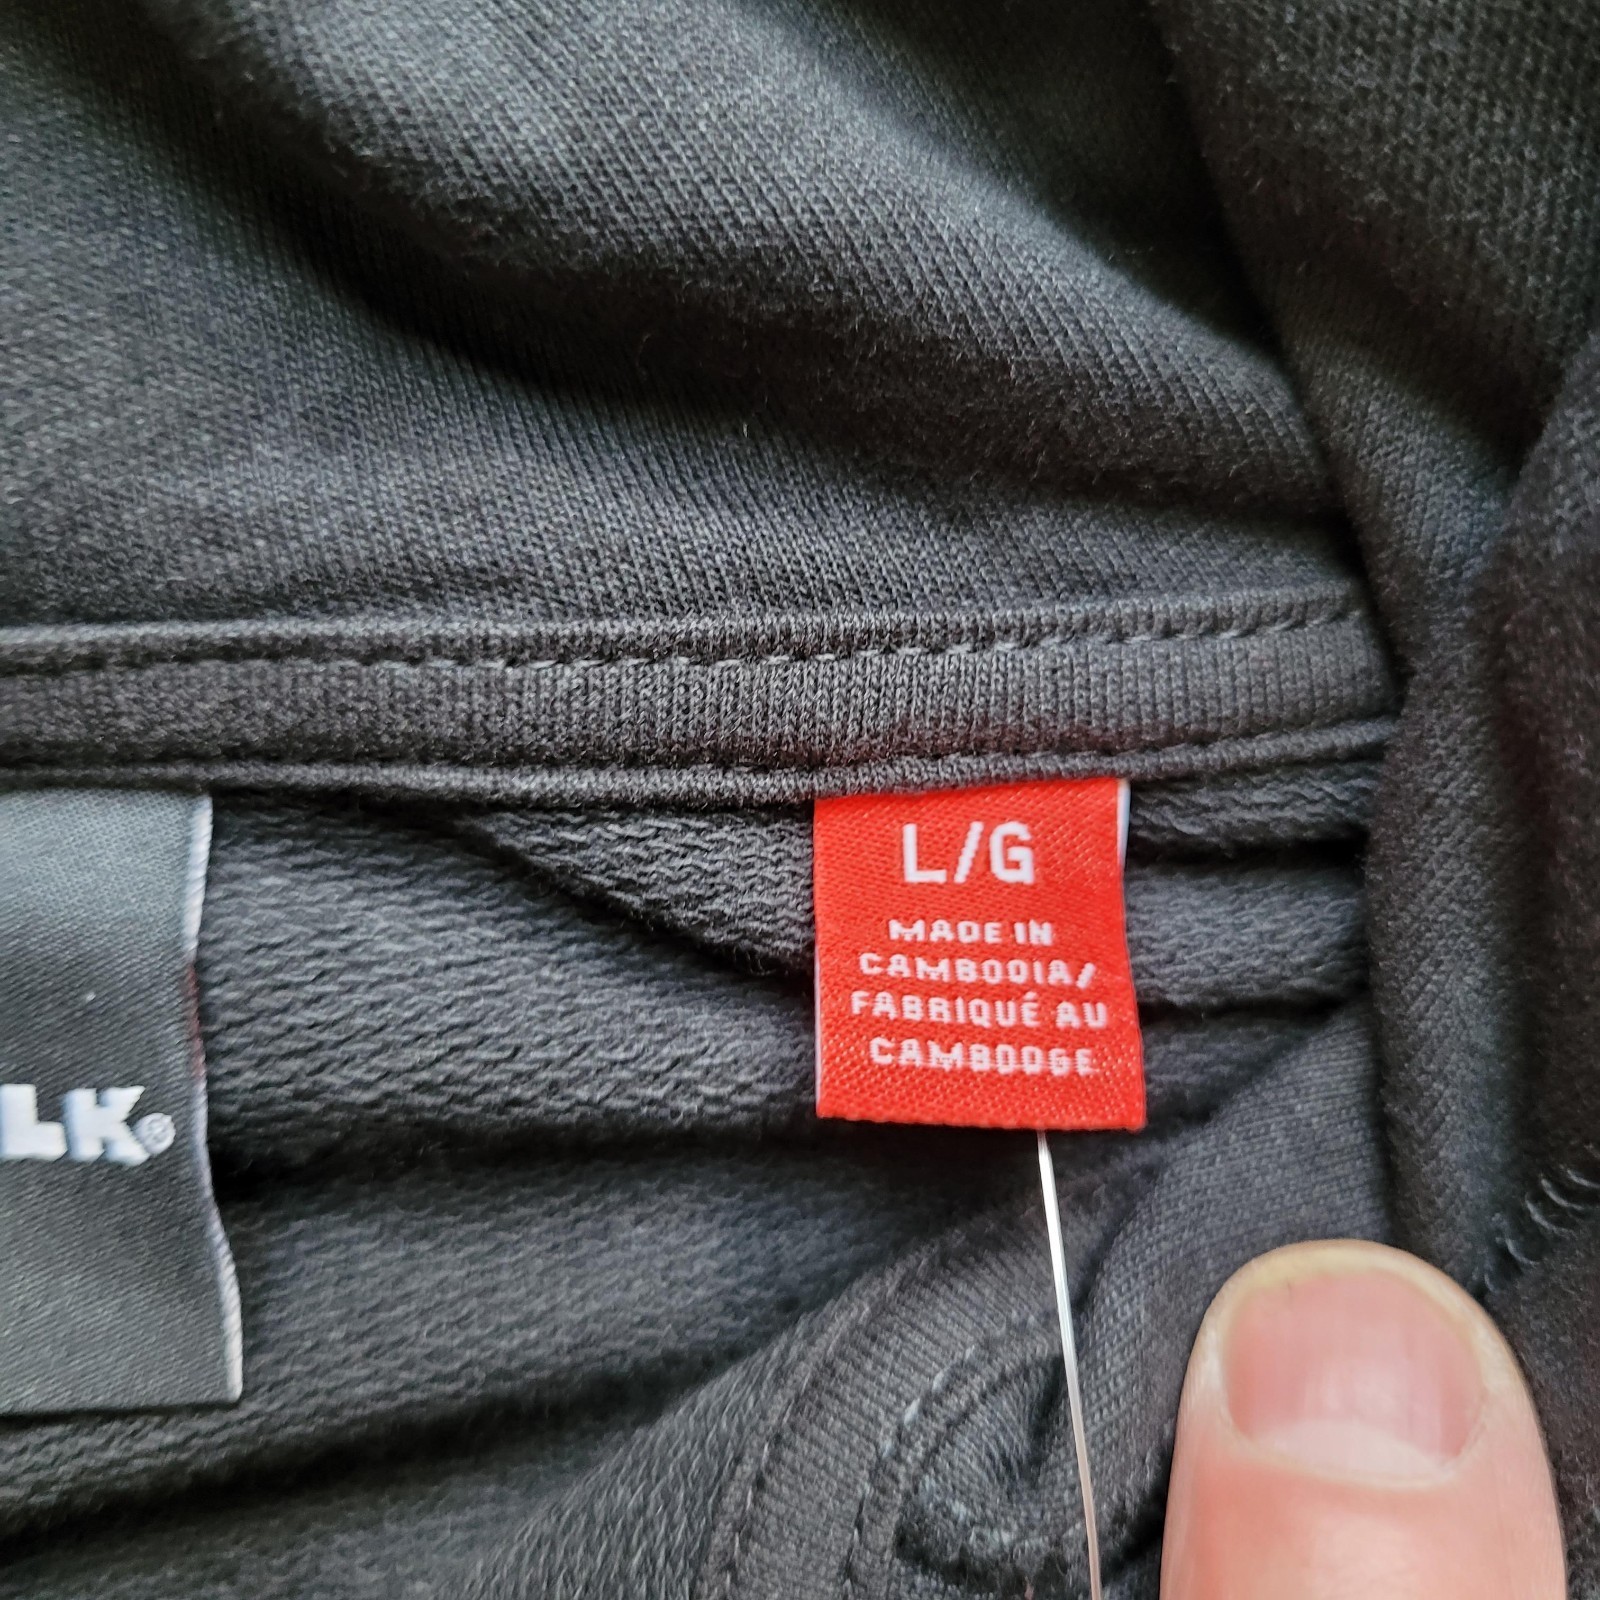 L/G
MADE IN
CAMBODIA/
FABRIQUÉ AU
CAMBODGE
LK®